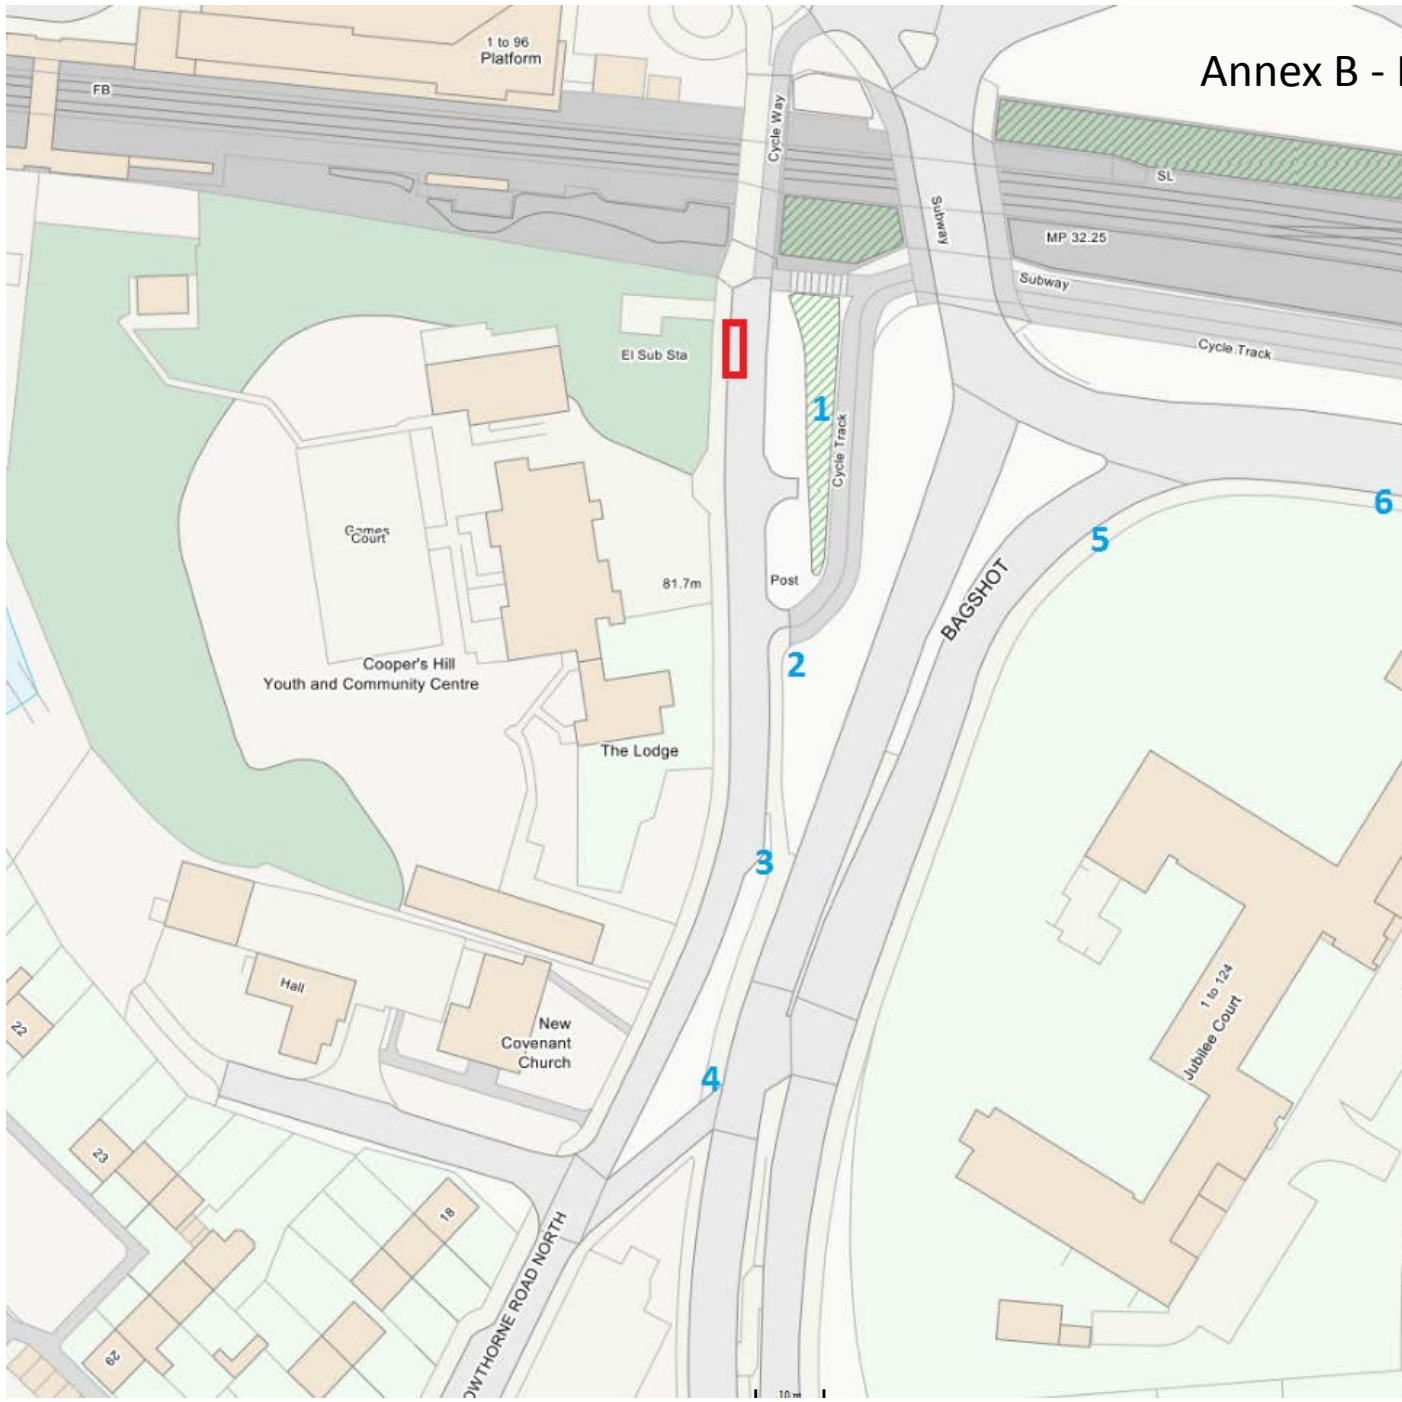 Annex B -
1 to 96
Platform
FB
Cycle Way
SL
Subway
MP 32.25
Subway
Cycle Track
El Sub Sta
1
Cycle Track
6
5
Games
Court
81.7m
Post
BAGSHOT
2
Cooper's Hill
Youth and Community Centre
The Lodge
3
1 to 124
Jubilee Court
Hall
22
New
Covenant
Church
4
23
18
OWTHORNE ROAD NORTH
29
10 m